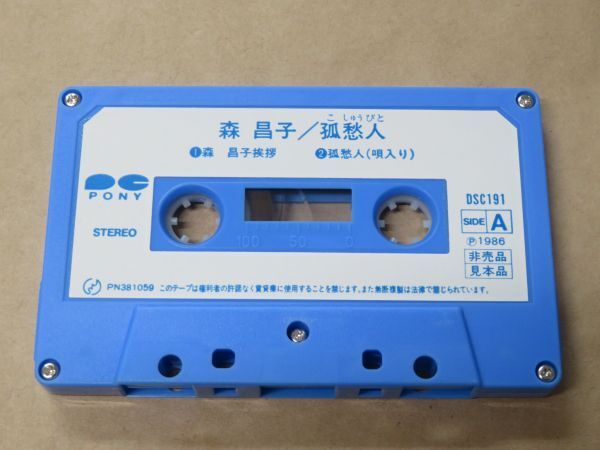 こ しゅうびと
森 昌子／孤愁人
❶森 昌子挨拶 ❷孤愁人(唄入り)
PC
PONY
STEREO
100 50 0
DSC191
SIDE A
Ⓟ1986
非売品
見本品
PN381059 このテープは権利者の許諾なく賃貸業に使用することを禁じます。また無断複製は法律で禁じられています。